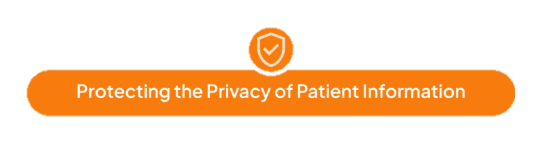 Protecting the Privacy of Patient Information